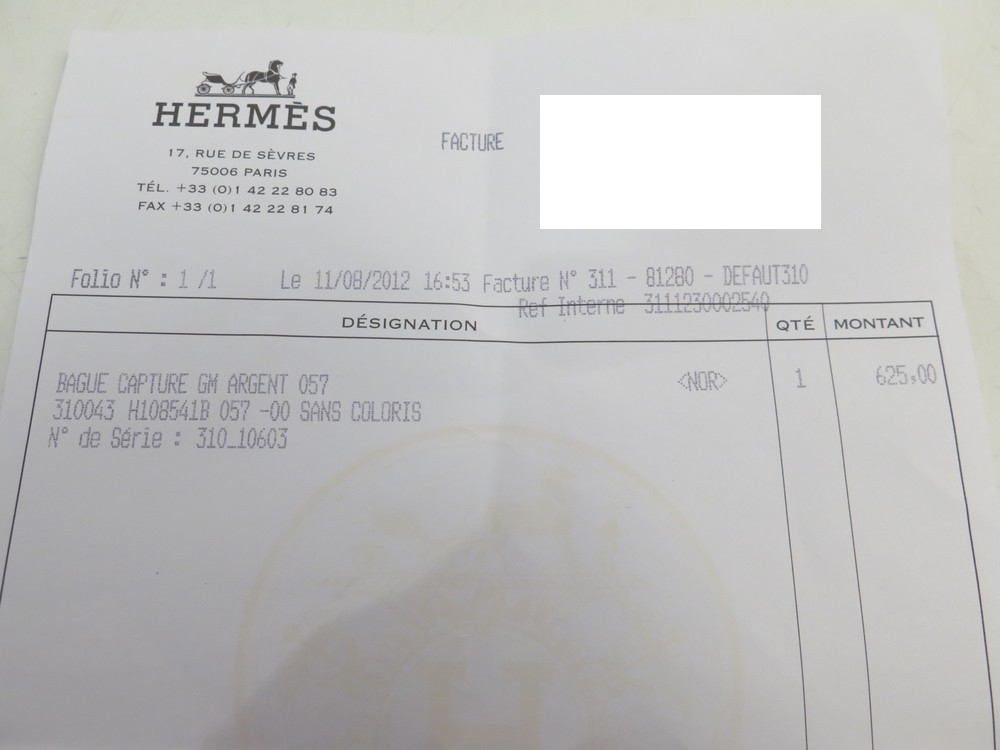 HERMÈS
17, RUE DE SÈVRES
75006 PARIS
TÉL. +33 (0)1 42 22 80 83
FAX +33 (0)1 42 22 81 74
FACTURE
Folio N° : 1 /1 Le 11/08/2012 16:53 Facture N° 311 - 81280 - DEFAUT310
Ref Interne 3111230002540
DÉSIGNATION QTÉ MONTANT
BAGUE CAPTURE GM ARGENT 057 <NOR> 1 625,00
310043 H108541B 057 -00 SANS COLORIS
N° de Série : 310_10603